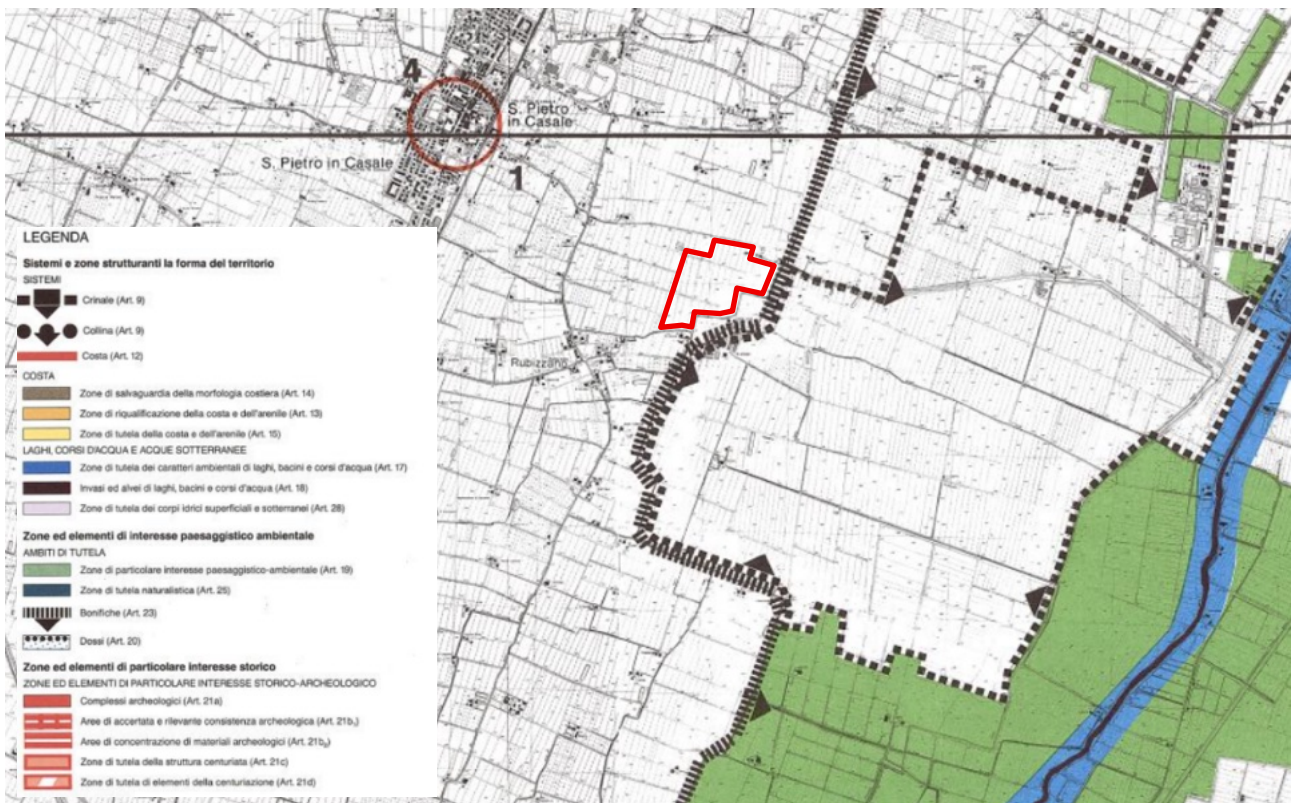 4
S. Pietro
in Casale
S. Pietro in Casale
1
Rubizzano
LEGENDA
Sistemi e zone strutturanti la forma del territorio
SISTEMI
Crinale (Art. 9)
Collina (Art. 9)
Costa (Art. 12)
COSTA
Zone di salvaguardia della morfologia costiera (Art. 14)
Zone di riqualificazione della costa e dell'arenile (Art. 13)
Zone di tutela della costa e dell'arenile (Art. 15)
LAGHI, CORSI D'ACQUA E ACQUE SOTTERRANEE
Zone di tutela dei caratteri ambientali di laghi, bacini e corsi d'acqua (Art. 17)
Invasi ed alvei di laghi, bacini e corsi d'acqua (Art. 18)
Zone di tutela dei corpi idrici superficiali e sotterranei (Art. 28)
Zone ed elementi di interesse paesaggistico ambientale
AMBITI DI TUTELA
Zone di particolare interesse paesaggistico-ambientale (Art. 19)
Zone di tutela naturalistica (Art. 25)
Bonifiche (Art. 23)
Dossi (Art. 20)
Zone ed elementi di particolare interesse storico
ZONE ED ELEMENTI DI PARTICOLARE INTERESSE STORICO-ARCHEOLOGICO
Complessi archeologici (Art. 21a)
Aree di accertata e rilevante consistenza archeologica (Art. 21b₁)
Aree di concentrazione di materiali archeologici (Art. 21b₂)
Zone di tutela della struttura centuriata (Art. 21c)
Zone di tutela di elementi della centuriazione (Art. 21d)